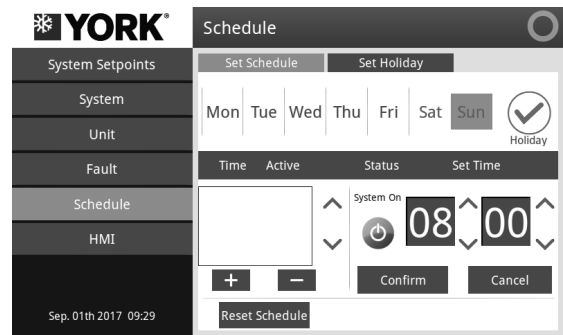 YORK® Schedule
System Setpoints
System
Unit
Fault
Schedule
HMI
Sep. 01th 2017 09:29
Set Schedule Set Holiday
Mon Tue Wed Thu Fri Sat Sun
Holiday
Time Active Status Set Time
System On
08 00
+ −
Confirm Cancel
Reset Schedule